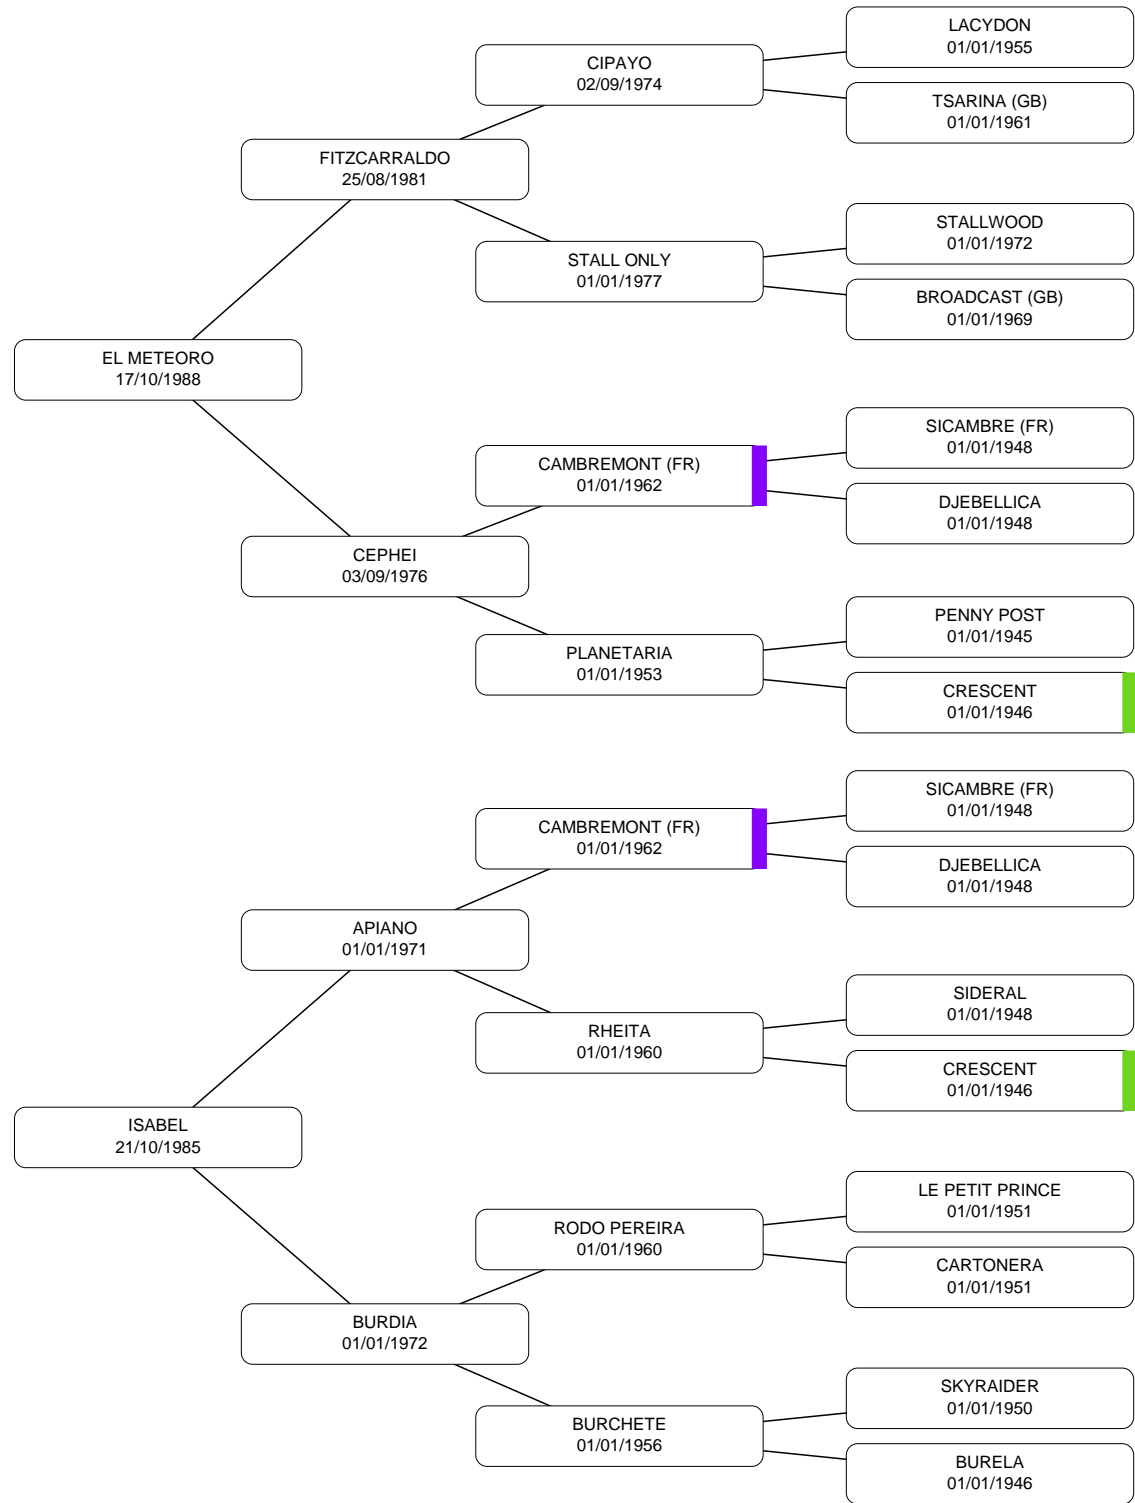 LACYDON
01/01/1955
CIPAYO
02/09/1974
TSARINA (GB)
01/01/1961
FITZCARRALDO
25/08/1981
STALLWOOD
01/01/1972
STALL ONLY
01/01/1977
BROADCAST (GB)
01/01/1969
EL METEORO
17/10/1988
SICAMBRE (FR)
01/01/1948
CAMBREMONT (FR)
01/01/1962
DJEBELLICA
01/01/1948
CEPHEI
03/09/1976
PENNY POST
01/01/1945
PLANETARIA
01/01/1953
CRESCENT
01/01/1946
SICAMBRE (FR)
01/01/1948
CAMBREMONT (FR)
01/01/1962
DJEBELLICA
01/01/1948
APIANO
01/01/1971
SIDERAL
01/01/1948
RHEITA
01/01/1960
CRESCENT
01/01/1946
ISABEL
21/10/1985
LE PETIT PRINCE
01/01/1951
RODO PEREIRA
01/01/1960
CARTONERA
01/01/1951
BURDIA
01/01/1972
SKYRAIDER
01/01/1950
BURCHETE
01/01/1956
BURELA
01/01/1946